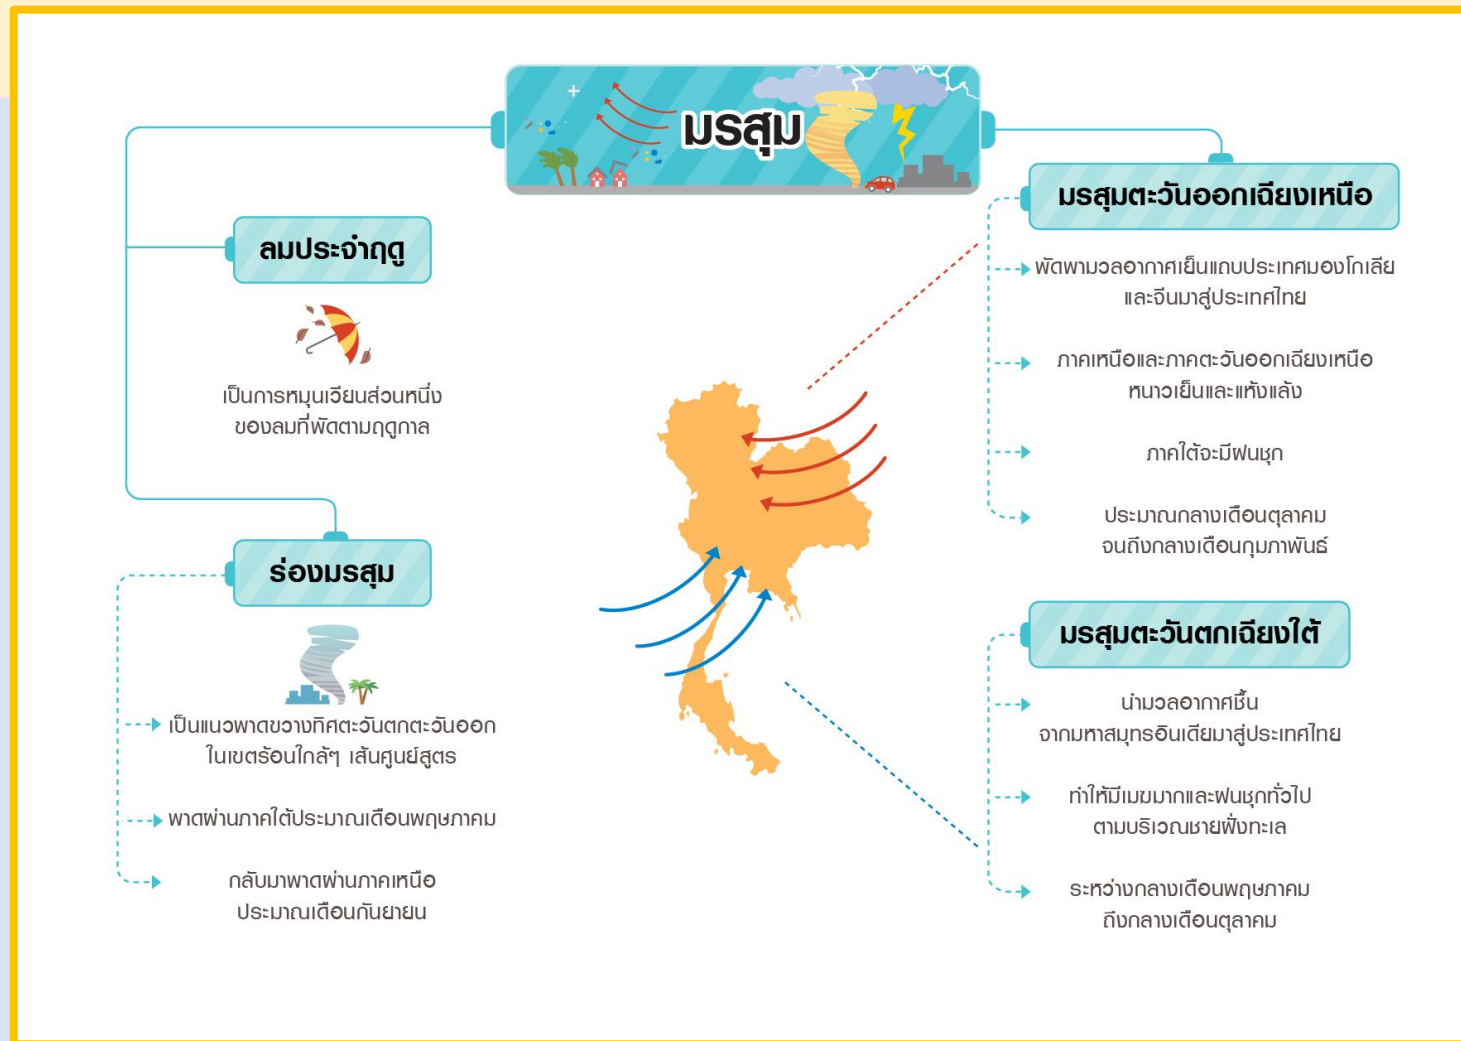 มรสุม
ลมประจำฤดู
เป็นการหมุนเวียนส่วนหนึ่ง
ของลมที่พัดตามฤดูกาล
ร่องมรสุม
เป็นแนวพาดขวางทิศตะวันตกตะวันออก
ในเขตร้อนใกล้ๆ เส้นศูนย์สูตร
พาดผ่านภาคใต้ประมาณเดือนพฤษภาคม
กลับมาพาดผ่านภาคเหนือ
ประมาณเดือนกันยายน
มรสุมตะวันออกเฉียงเหนือ
พัดพามวลอากาศเย็นแถบประเทศมองโกเลีย
และจีนมาสู่ประเทศไทย
ภาคเหนือและภาคตะวันออกเฉียงเหนือ
หนาวเย็นและแห้งแล้ง
ภาคใต้จะมีฝนชุก
ประมาณกลางเดือนตุลาคม
จนถึงกลางเดือนกุมภาพันธ์
มรสุมตะวันตกเฉียงใต้
นำมวลอากาศชื้น
จากมหาสมุทรอินเดียมาสู่ประเทศไทย
ทำให้มีเมฆมากและฝนชุกทั่วไป
ตามบริเวณชายฝั่งทะเล
ระหว่างกลางเดือนพฤษภาคม
ถึงกลางเดือนตุลาคม